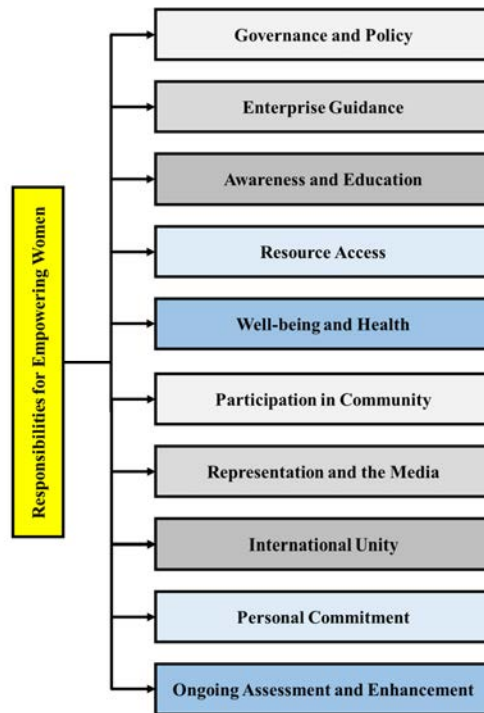 Responsibilities for Empowering Women
Governance and Policy
Enterprise Guidance
Awareness and Education
Resource Access
Well-being and Health
Participation in Community
Representation and the Media
International Unity
Personal Commitment
Ongoing Assessment and Enhancement